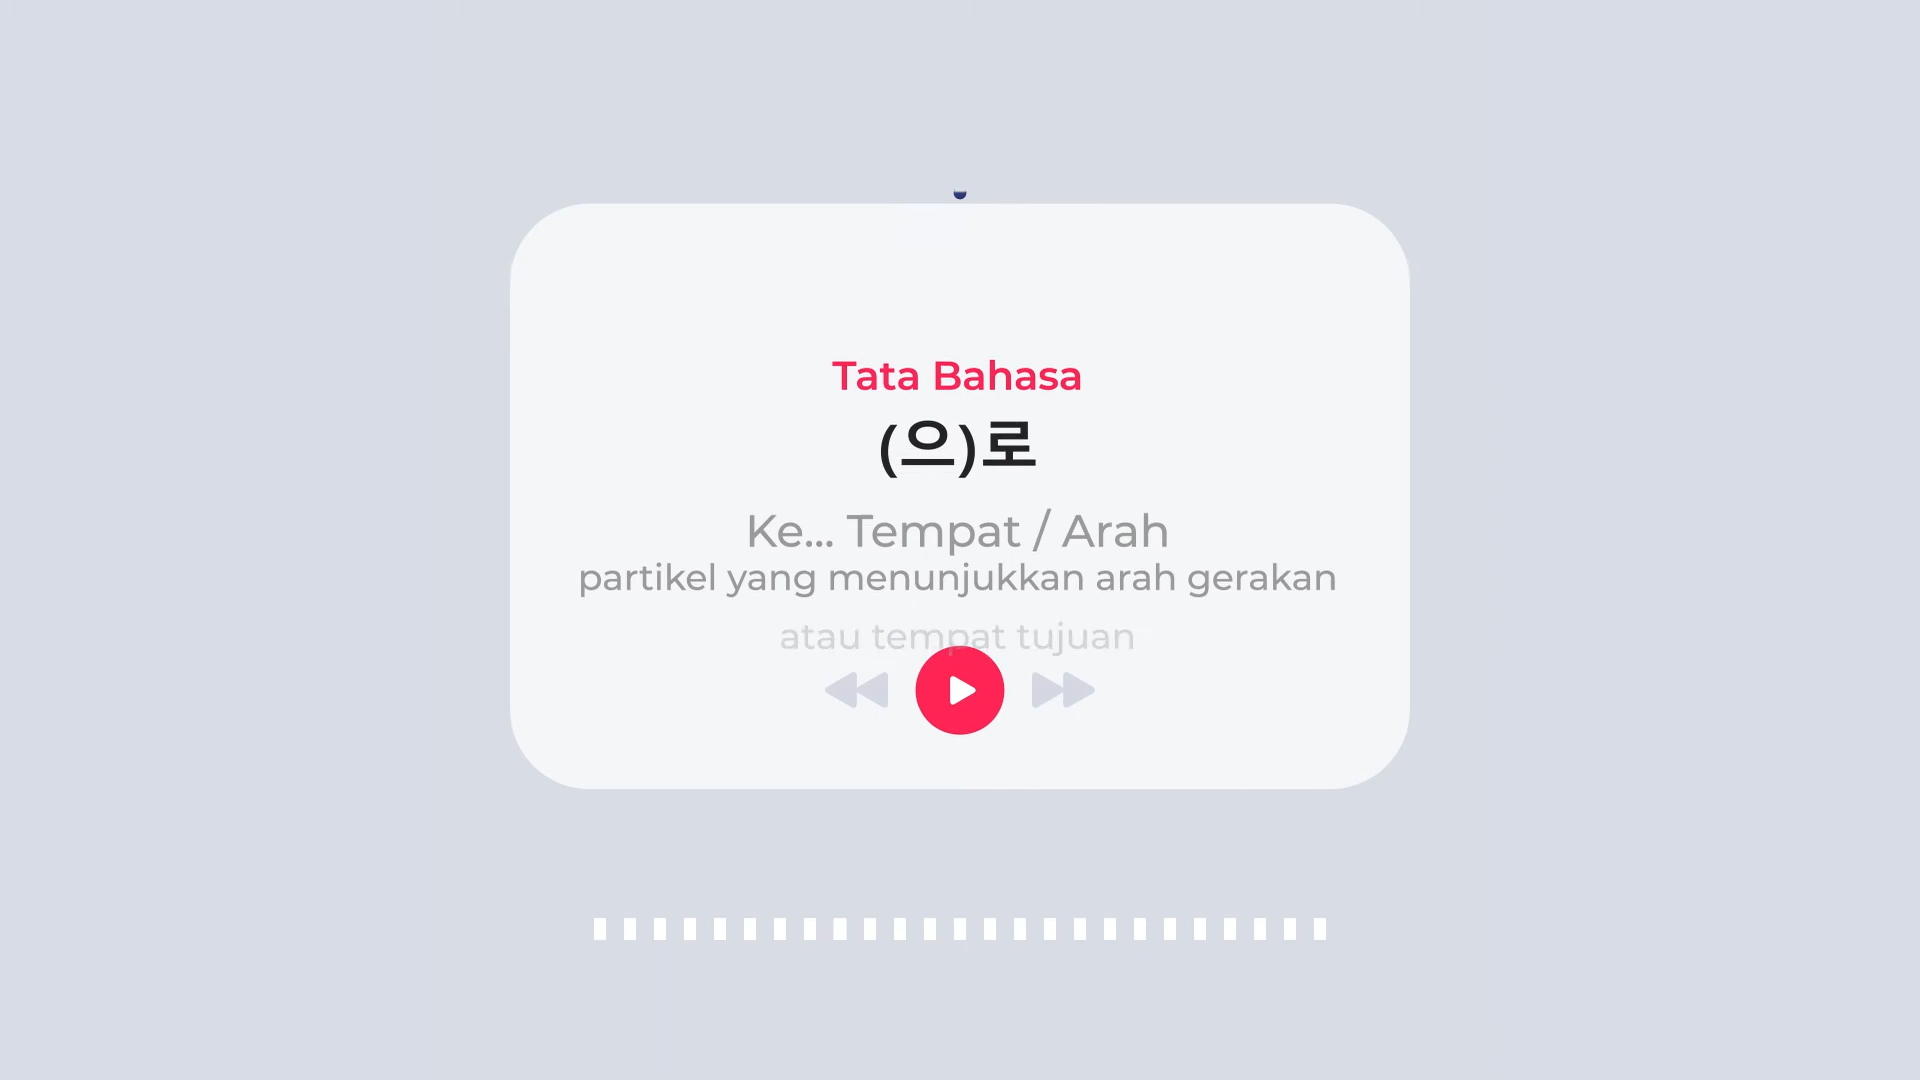 Tata Bahasa
(으)로
Ke... Tempat / Arah
partikel yang menunjukkan arah gerakan
atau tempat tujuan